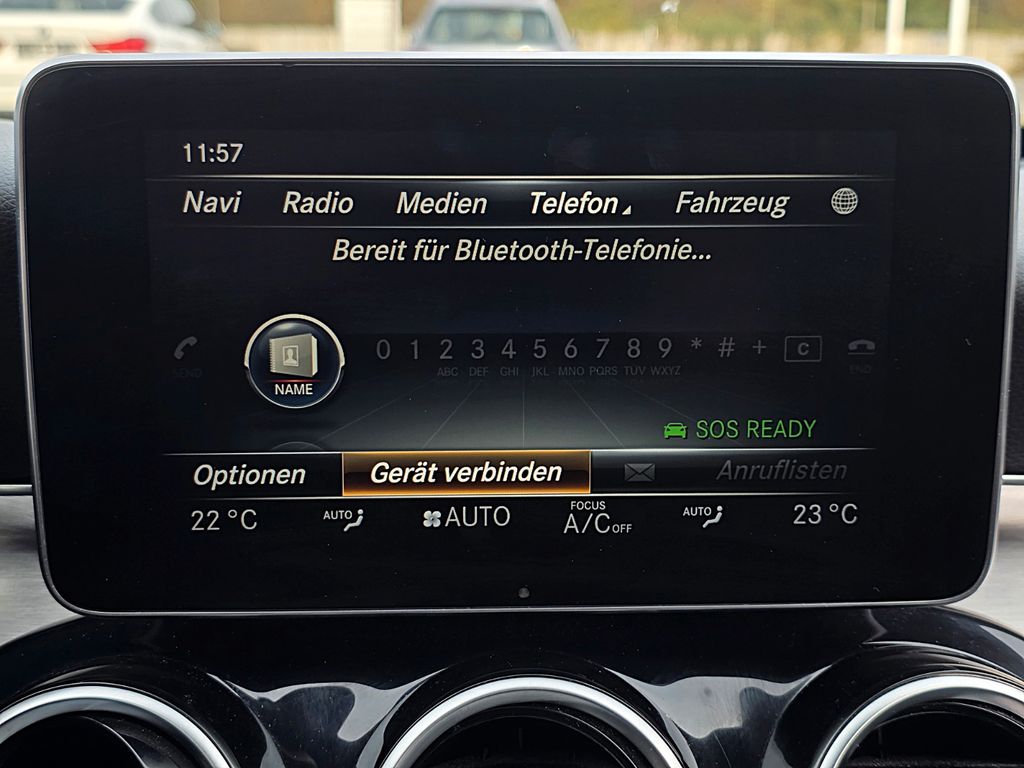 11:57
Navi Radio Medien Telefon Fahrzeug
Bereit für Bluetooth-Telefonie...
0 1 2 3 4 5 6 7 8 9 * # + C
SEND ABC DEF GHI JKL MNO PQRS TUV WXYZ END
NAME
SOS READY
Optionen Gerät verbinden Anruflisten
22 °C AUTO AUTO FOCUS A/C OFF AUTO 23 °C